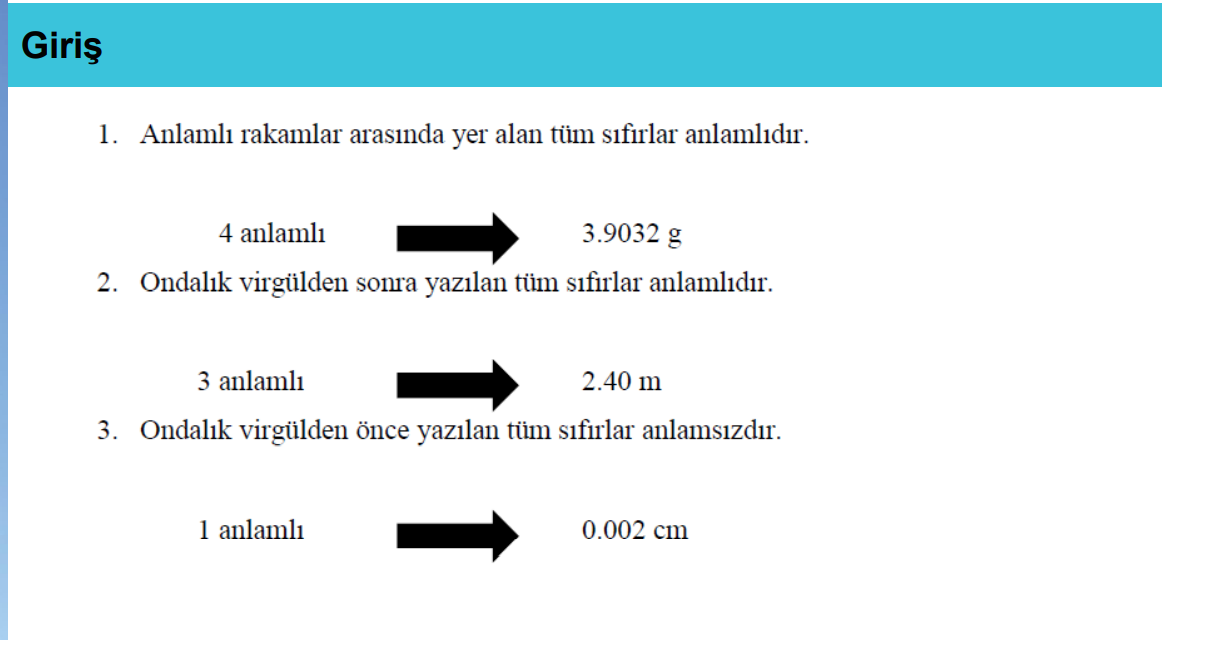 Giriş
1. Anlamlı rakamlar arasında yer alan tüm sıfırlar anlamlıdır.
4 anlamlı 3.9032 g
2. Ondalık virgülden sonra yazılan tüm sıfırlar anlamlıdır.
3 anlamlı 2.40 m
3. Ondalık virgülden önce yazılan tüm sıfırlar anlamsızdır.
1 anlamlı 0.002 cm